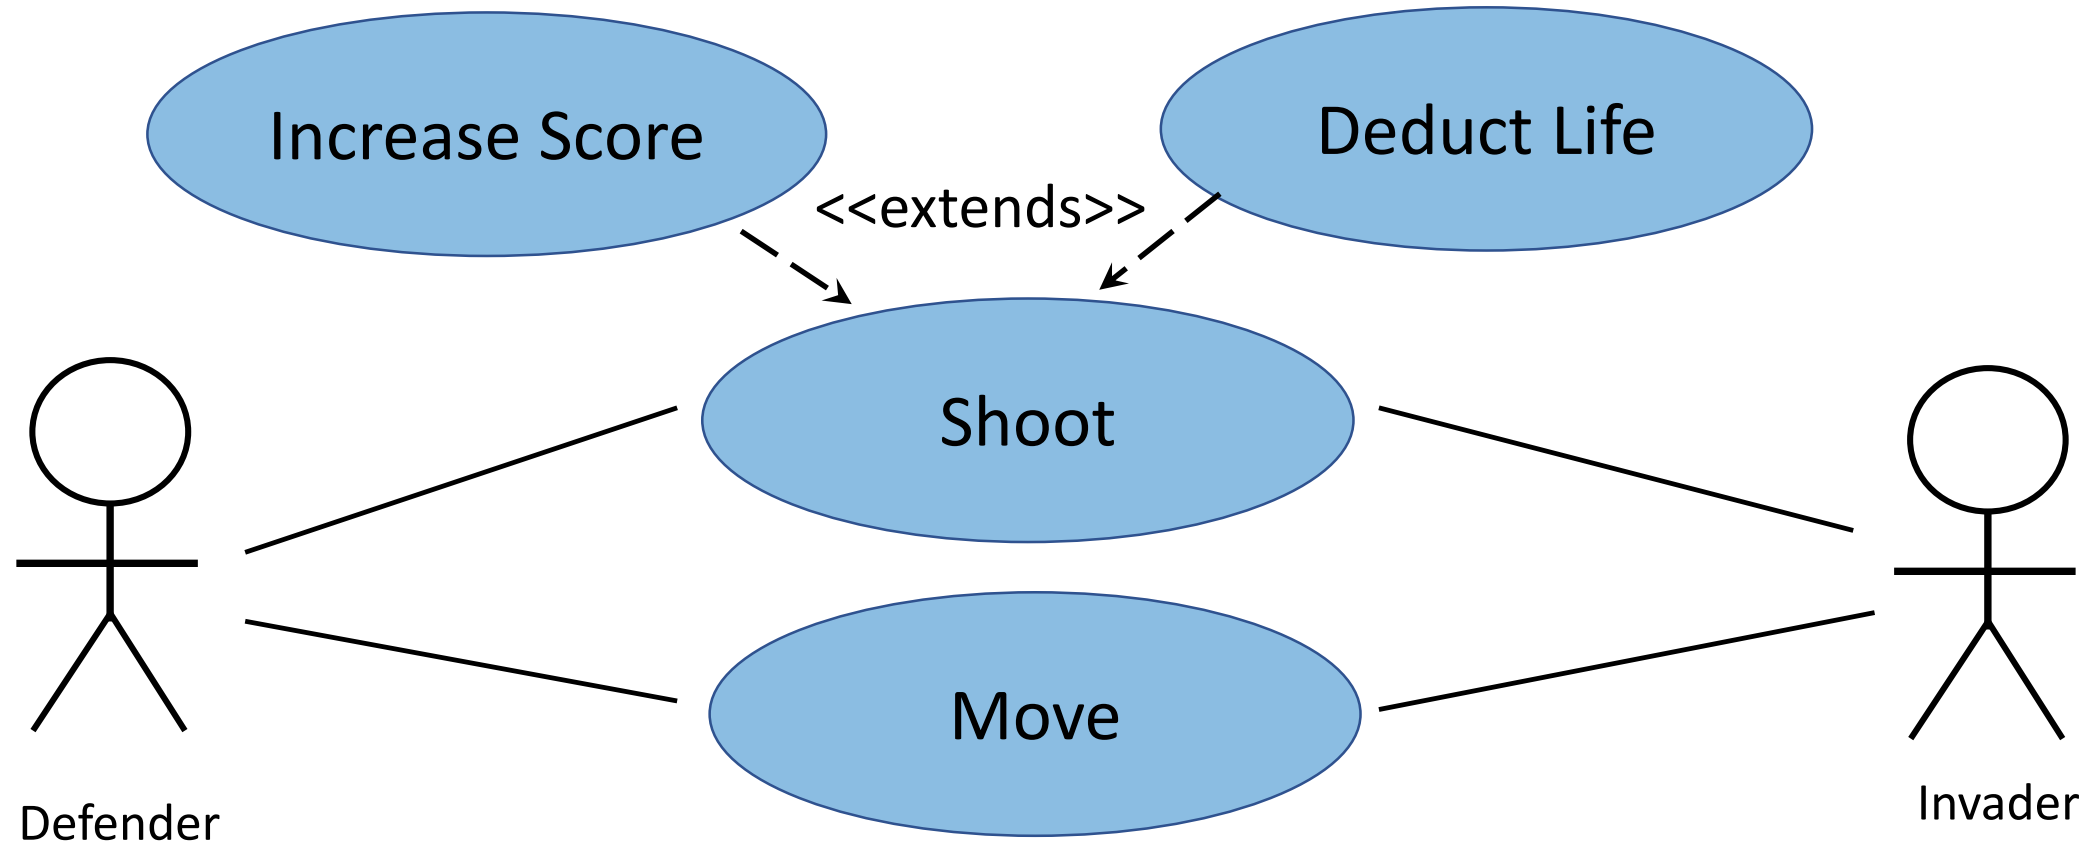 Increase Score
Deduct Life
<<extends>>
Shoot
Move
Defender
Invader